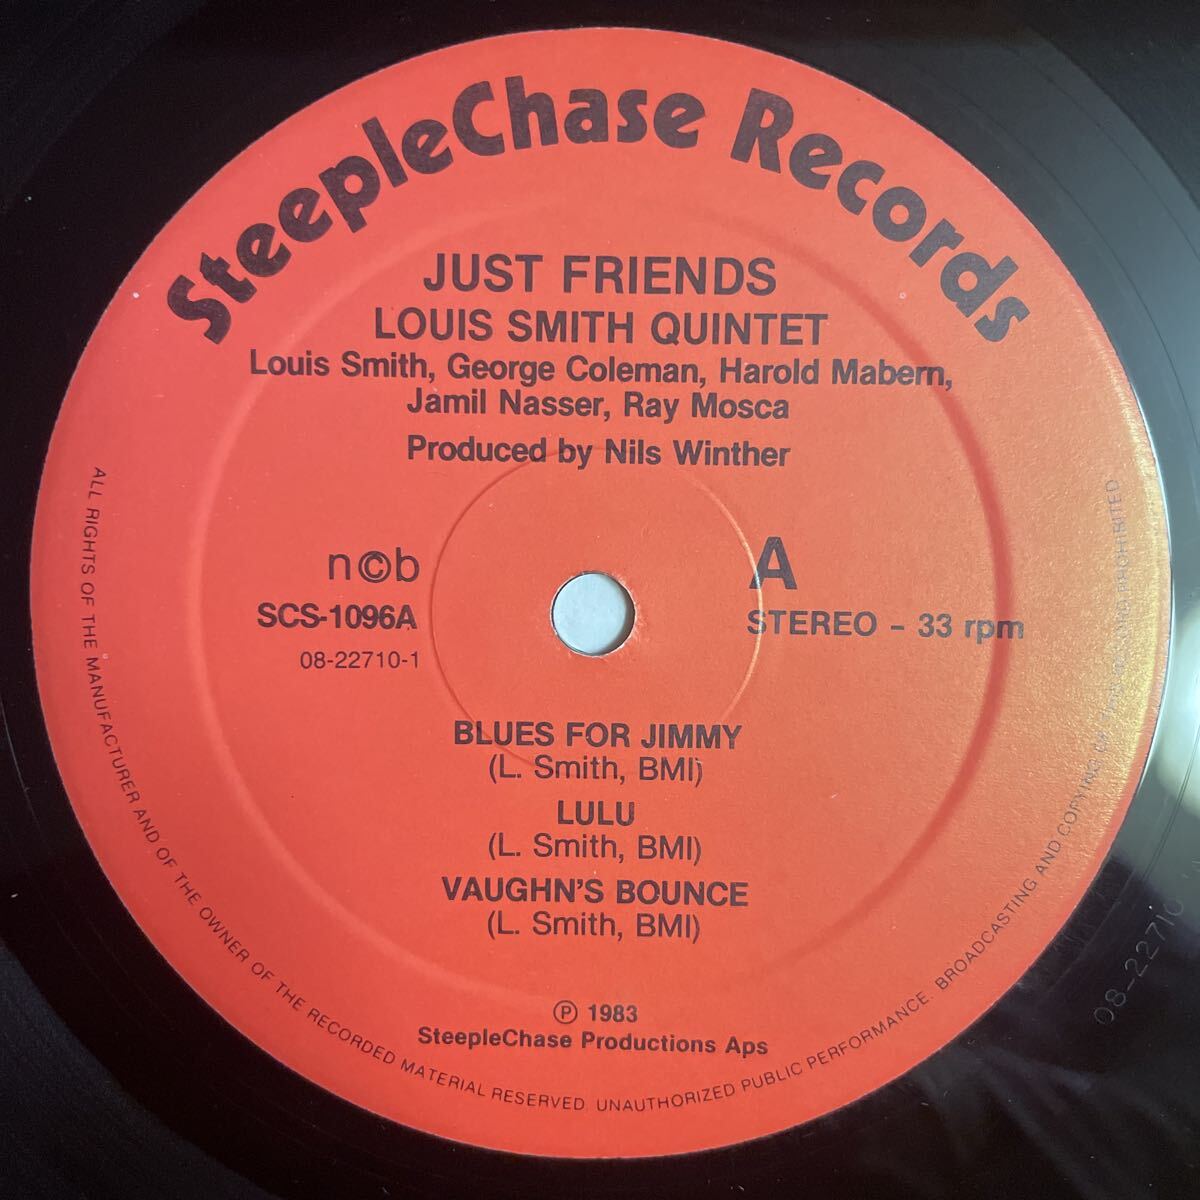 SteepleChase Records
JUST FRIENDS
LOUIS SMITH QUINTET
Louis Smith, George Coleman, Harold Mabern,
Jamil Nasser, Ray Mosca
Produced by Nils Winther
n©b
SCS-1096A
08-22710-1
A
STEREO - 33 rpm
BLUES FOR JIMMY
(L. Smith, BMI)
LULU
(L. Smith, BMI)
VAUGHN'S BOUNCE
(L. Smith, BMI)
℗ 1983
SteepleChase Productions Aps
ALL RIGHTS OF THE MANUFACTURER AND OF THE OWNER OF THE RECORDED MATERIAL RESERVED. UNAUTHORIZED PUBLIC PERFORMANCE. BROADCASTING AND COPYING OF THIS RECORD PROHIBITED
08-22710